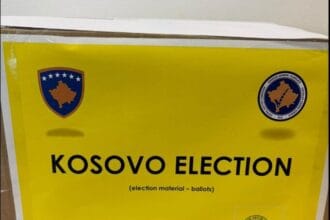 KOSOVO ELECTION
(election material – ballots)